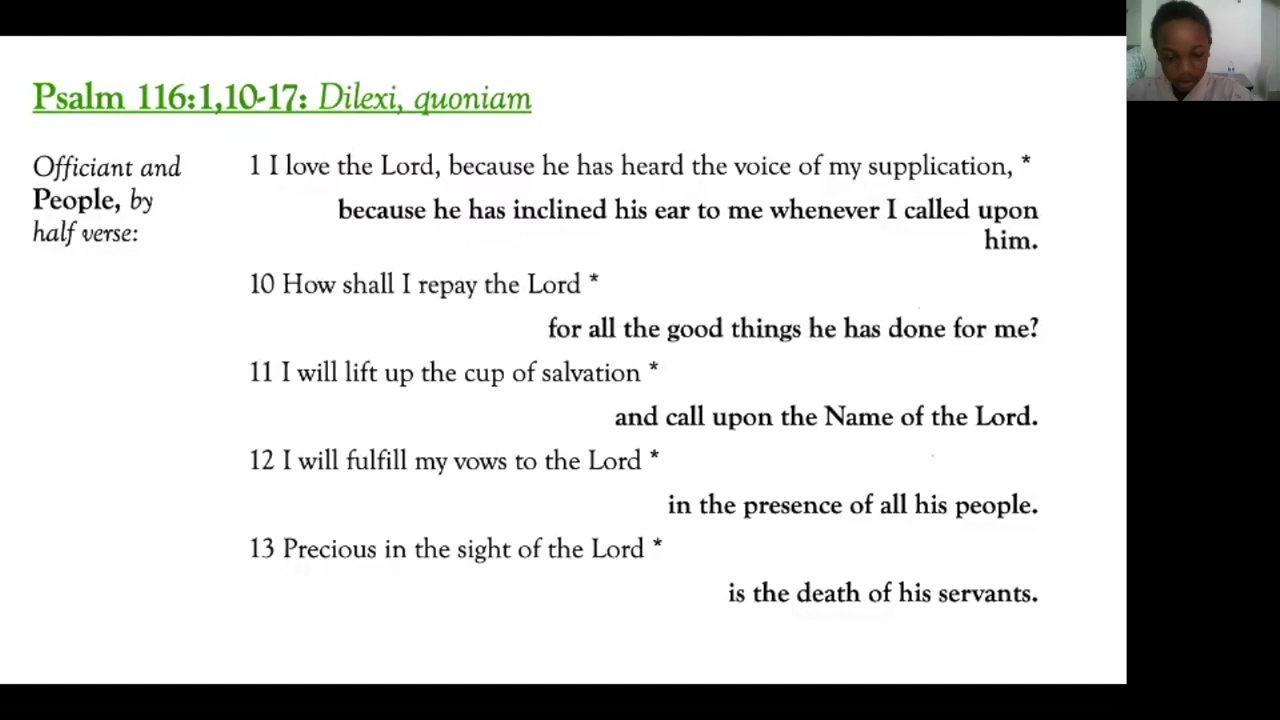 Psalm 116:1,10-17: Dilexi, quoniam
Officiant and
People, by
half verse:
1 I love the Lord, because he has heard the voice of my supplication, *
because he has inclined his ear to me whenever I called upon
him.
10 How shall I repay the Lord *
for all the good things he has done for me?
11 I will lift up the cup of salvation *
and call upon the Name of the Lord.
12 I will fulfill my vows to the Lord *
in the presence of all his people.
13 Precious in the sight of the Lord *
is the death of his servants.